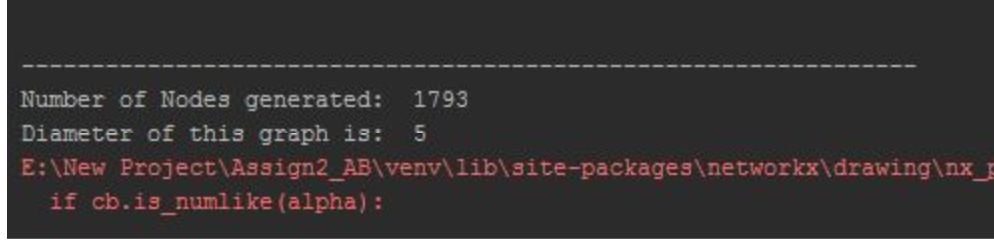 ----------------------------------------------------------------
Number of Nodes generated:  1793
Diameter of this graph is:  5
E:\New Project\Assign2_AB\venv\lib\site-packages\networkx\drawing\nx_p
  if cb.is_numlike(alpha):